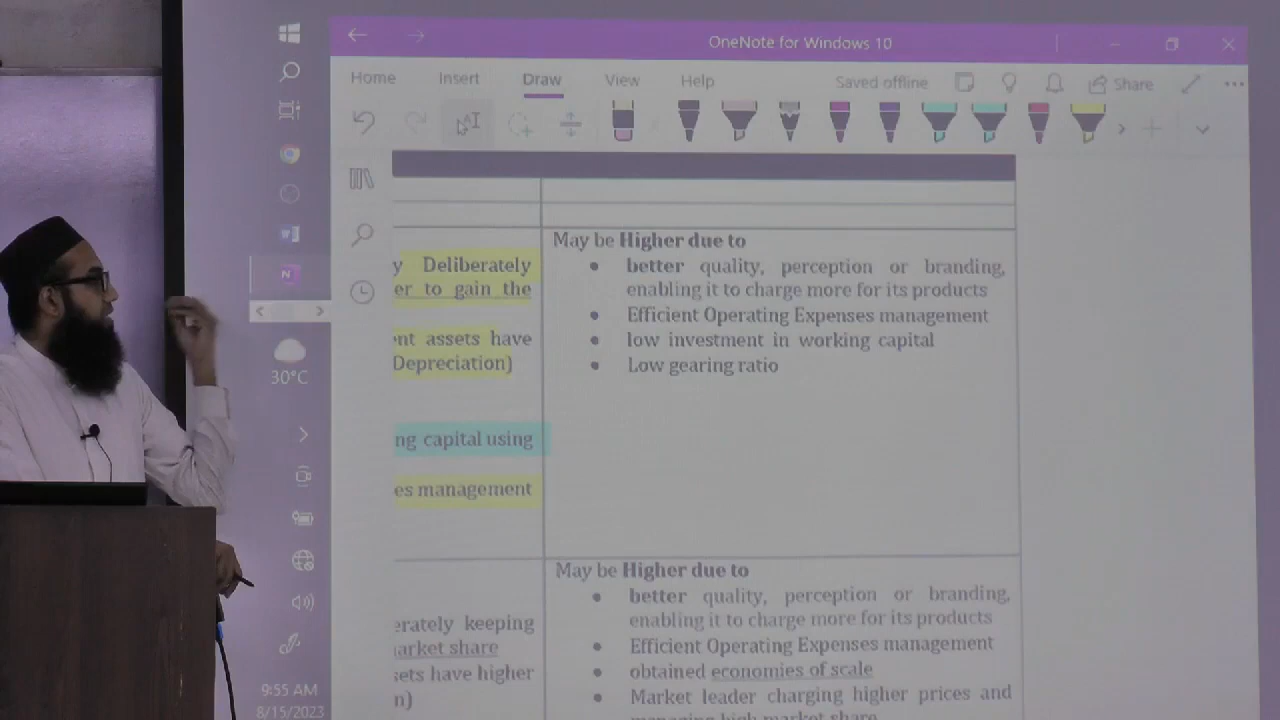 OneNote for Windows 10
Home Insert Draw View Help Saved offline Share
y Deliberately
er to gain the
ent assets have
Depreciation)
ng capital using
es management
May be Higher due to
better quality, perception or branding,
enabling it to charge more for its products
Efficient Operating Expenses management
low investment in working capital
Low gearing ratio
erately keeping
arket share
sets have higher
n)
May be Higher due to
better quality, perception or branding,
enabling it to charge more for its products
Efficient Operating Expenses management
obtained economies of scale
Market leader charging higher prices and
managing high market share
30°C
9:55 AM
8/15/2023